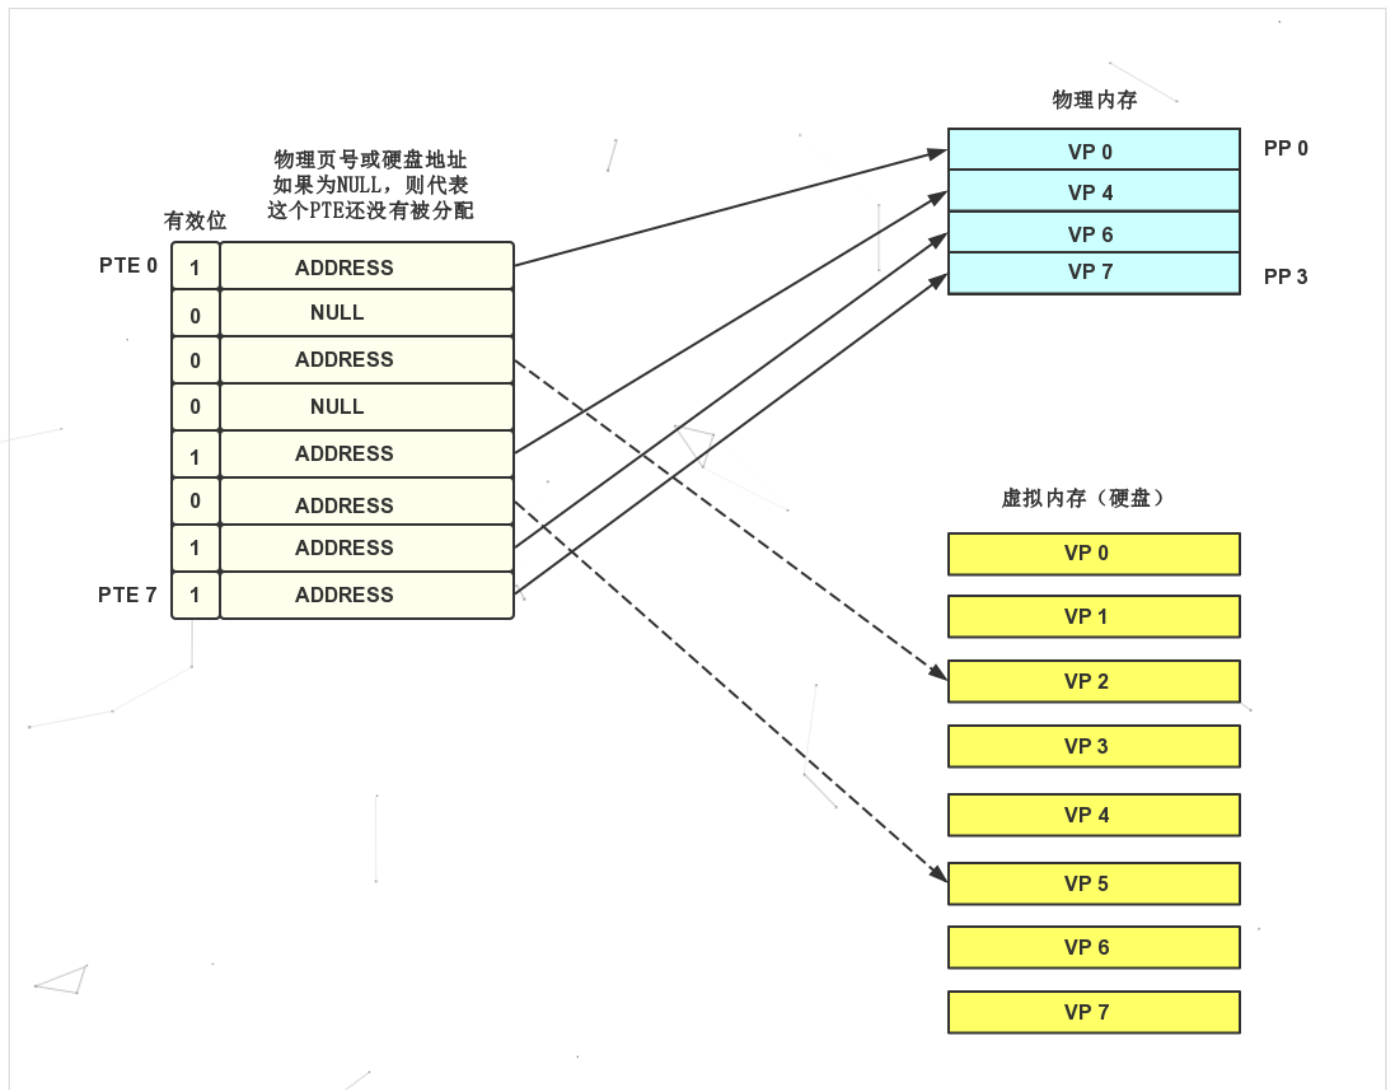 物理内存
VP 0
PP 0
VP 4
VP 6
VP 7
PP 3
物理页号或硬盘地址
如果为NULL，则代表
这个PTE还没有被分配
有效位
PTE 0
1
ADDRESS
0
NULL
0
ADDRESS
0
NULL
1
ADDRESS
0
ADDRESS
1
ADDRESS
PTE 7
1
ADDRESS
虚拟内存（硬盘）
VP 0
VP 1
VP 2
VP 3
VP 4
VP 5
VP 6
VP 7